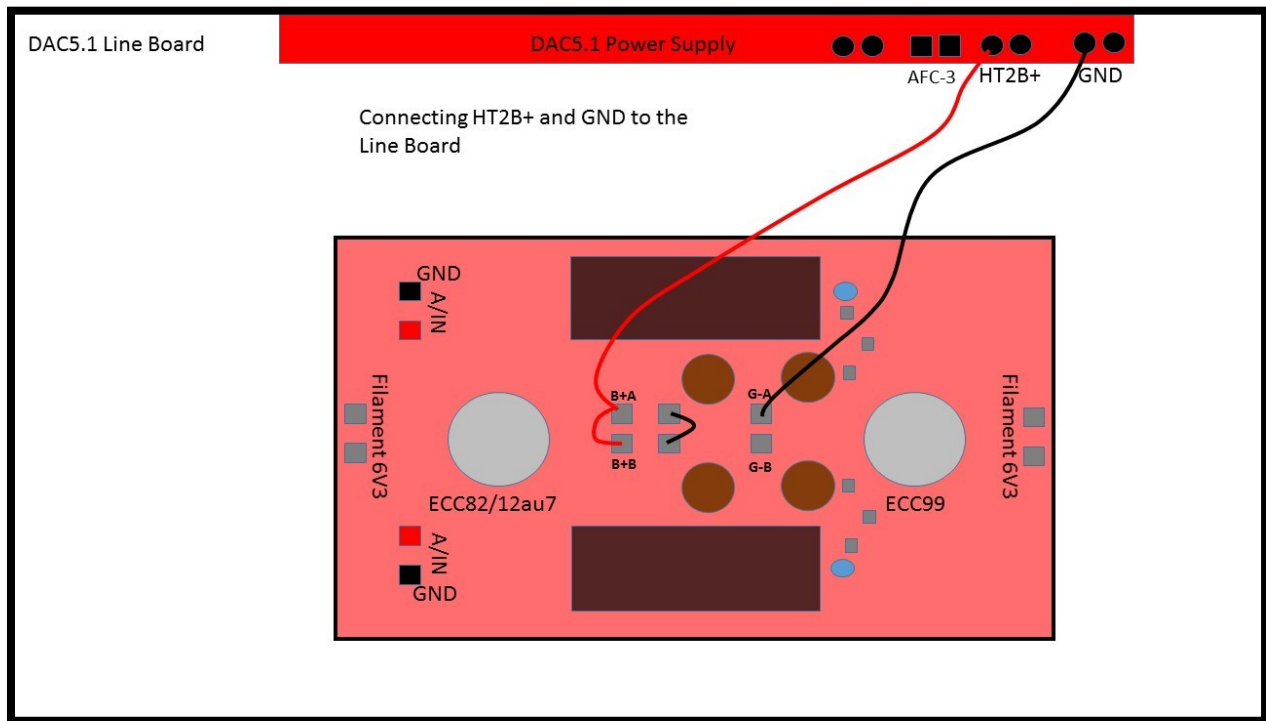 DAC5.1 Line Board
DAC5.1 Power Supply
AFC-3
HT2B+
GND
Connecting HT2B+ and GND to the
Line Board
GND
A/IN
Filament 6V3
B+A
G-A
B+B
G-B
ECC82/12au7
ECC99
Filament 6V3
A/IN
GND